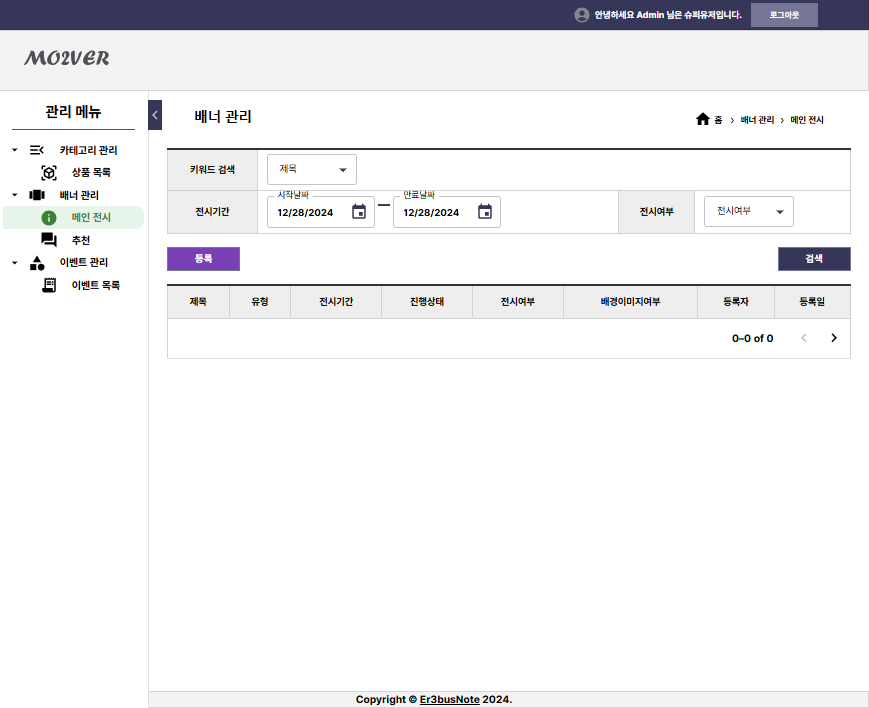 안녕하세요 Admin 님은 슈퍼유저입니다.
로그아웃
MOLVER
관리 메뉴
배너 관리
홈 › 배너 관리 › 메인 전시
카테고리 관리
상품 목록
배너 관리
메인 전시
추천
이벤트 관리
이벤트 목록
키워드 검색
제목
전시기간
시작날짜
12/28/2024
만료날짜
12/28/2024
전시여부
전시여부
등록
검색
제목 유형 전시기간 진행상태 전시여부 배경이미지여부 등록자 등록일
0–0 of 0
Copyright © Er3busNote 2024.